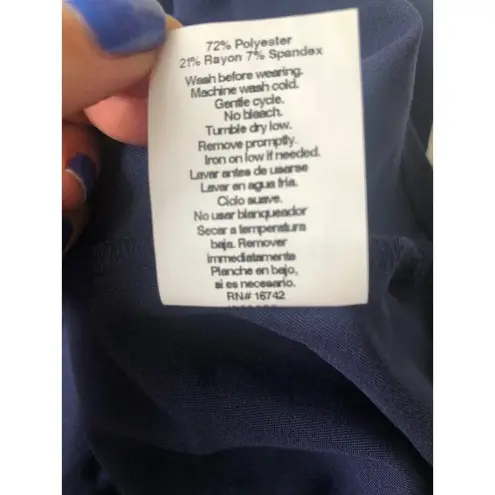 72% Polyester
21% Rayon 7% Spandex
Wash before wearing.
Machine wash cold.
Gentle cycle.
No bleach.
Tumble dry low.
Remove promptly.
Iron on low if needed.
Lavar antes de usarse
Lavar en agua fria.
Ciclo suave.
No usar blanqueador
Secar a temperatura
baja. Remover
immediatamente
Planche en bajo,
si es necesario.
RN# 16742